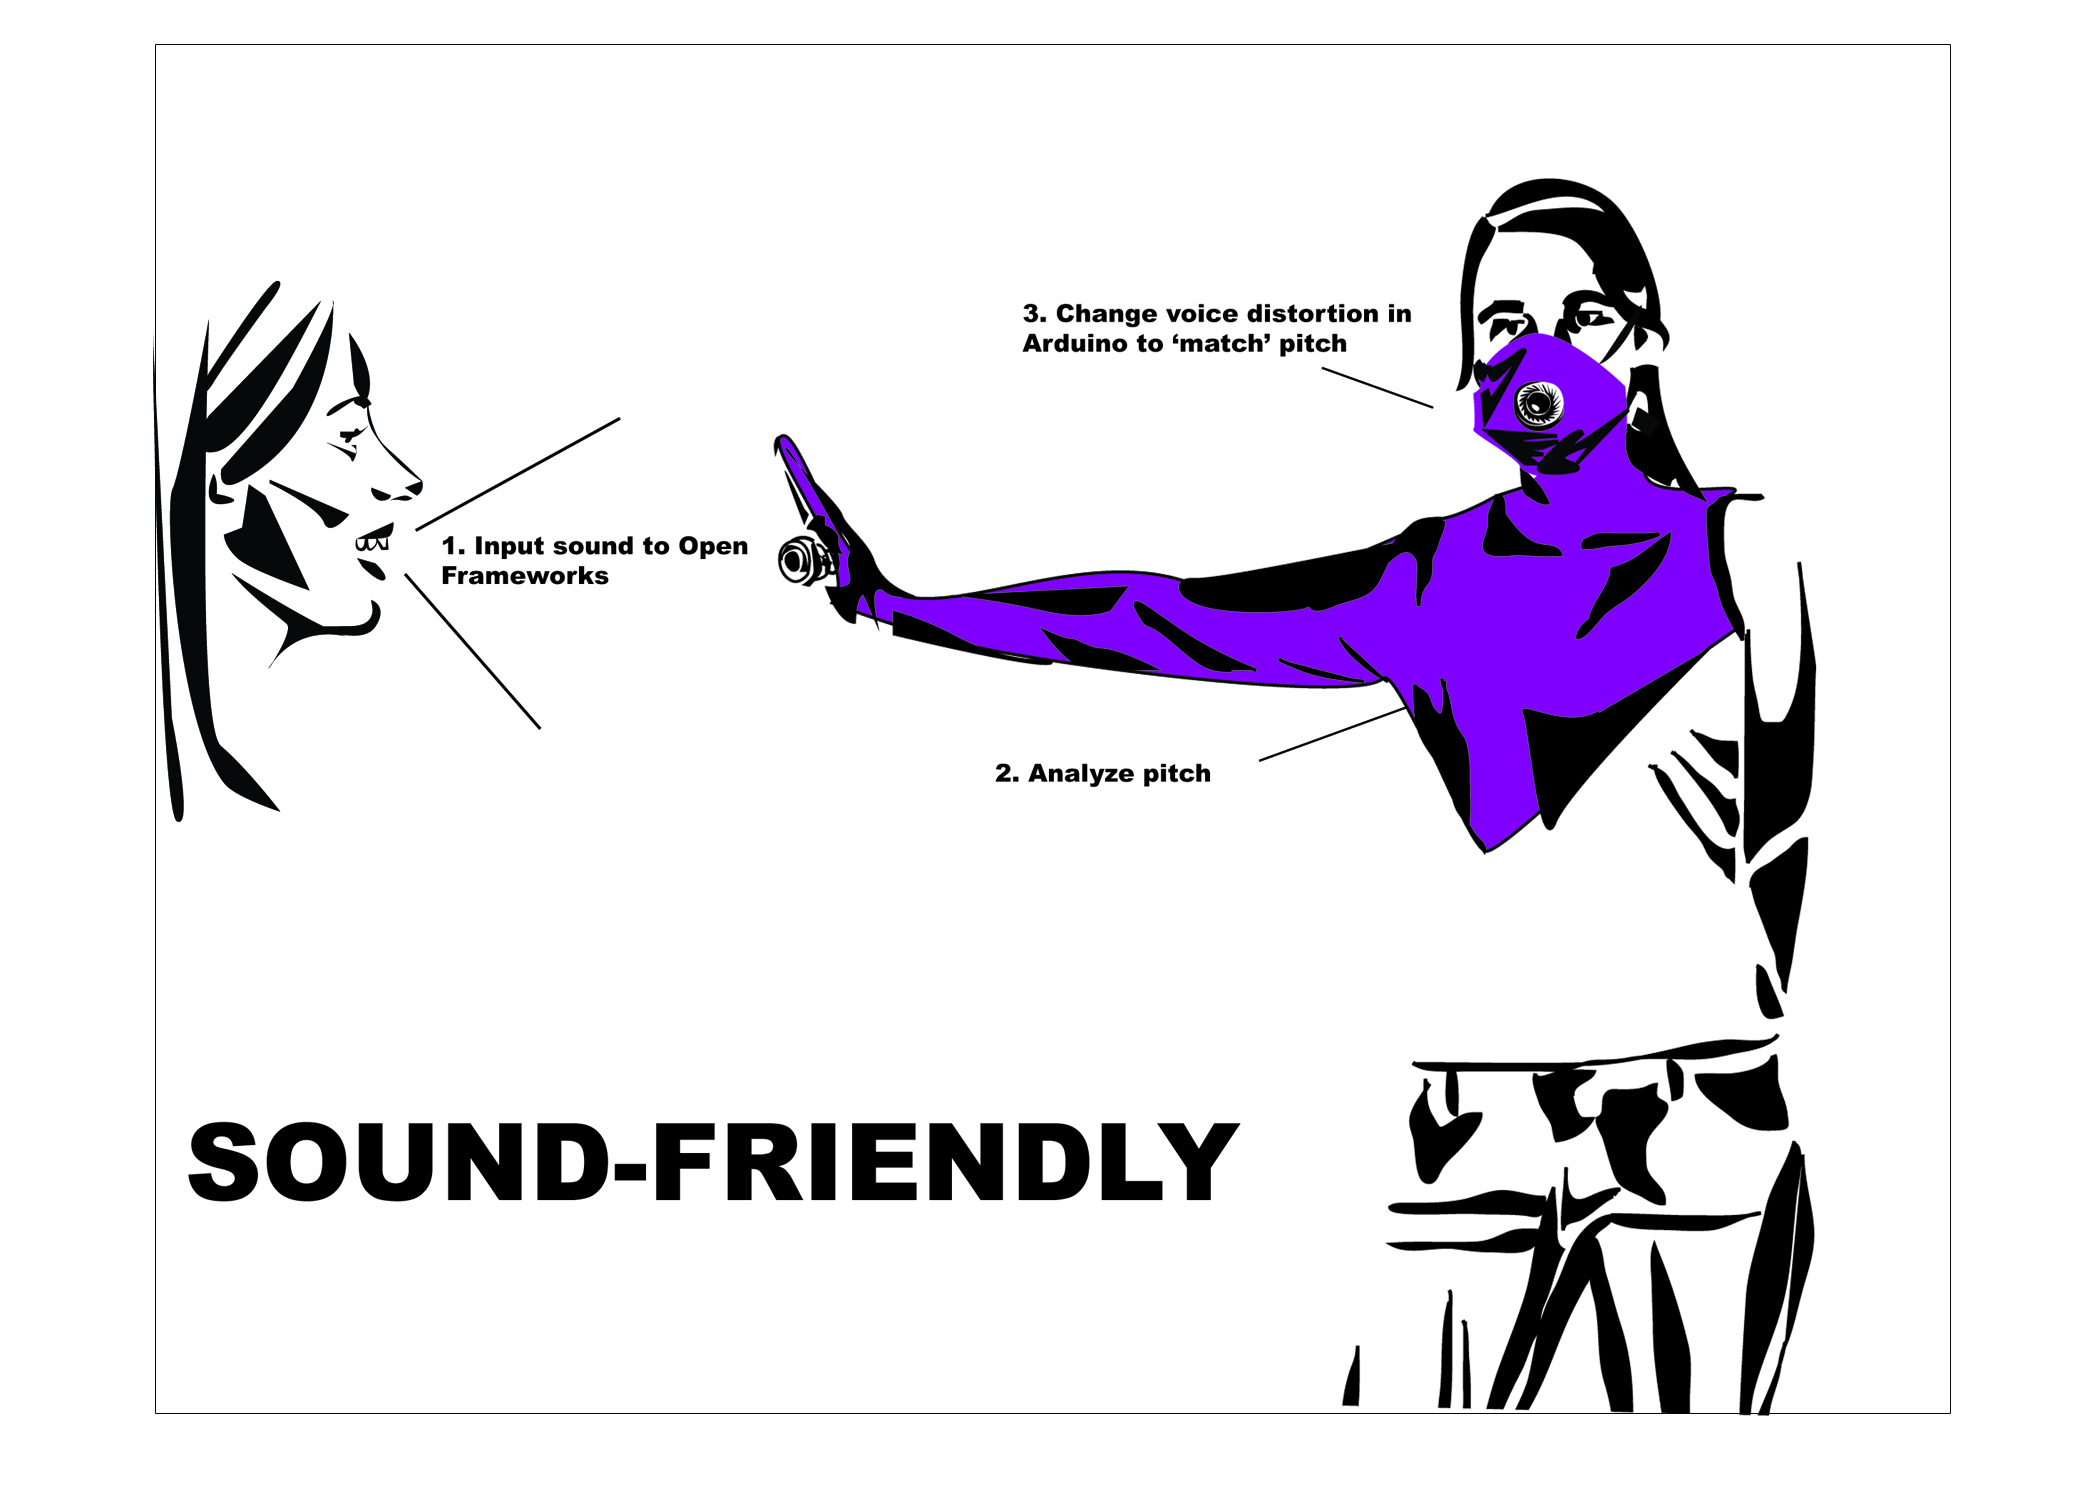 1. Input sound to Open
Frameworks
2. Analyze pitch
3. Change voice distortion in
Arduino to ‘match’ pitch
SOUND-FRIENDLY